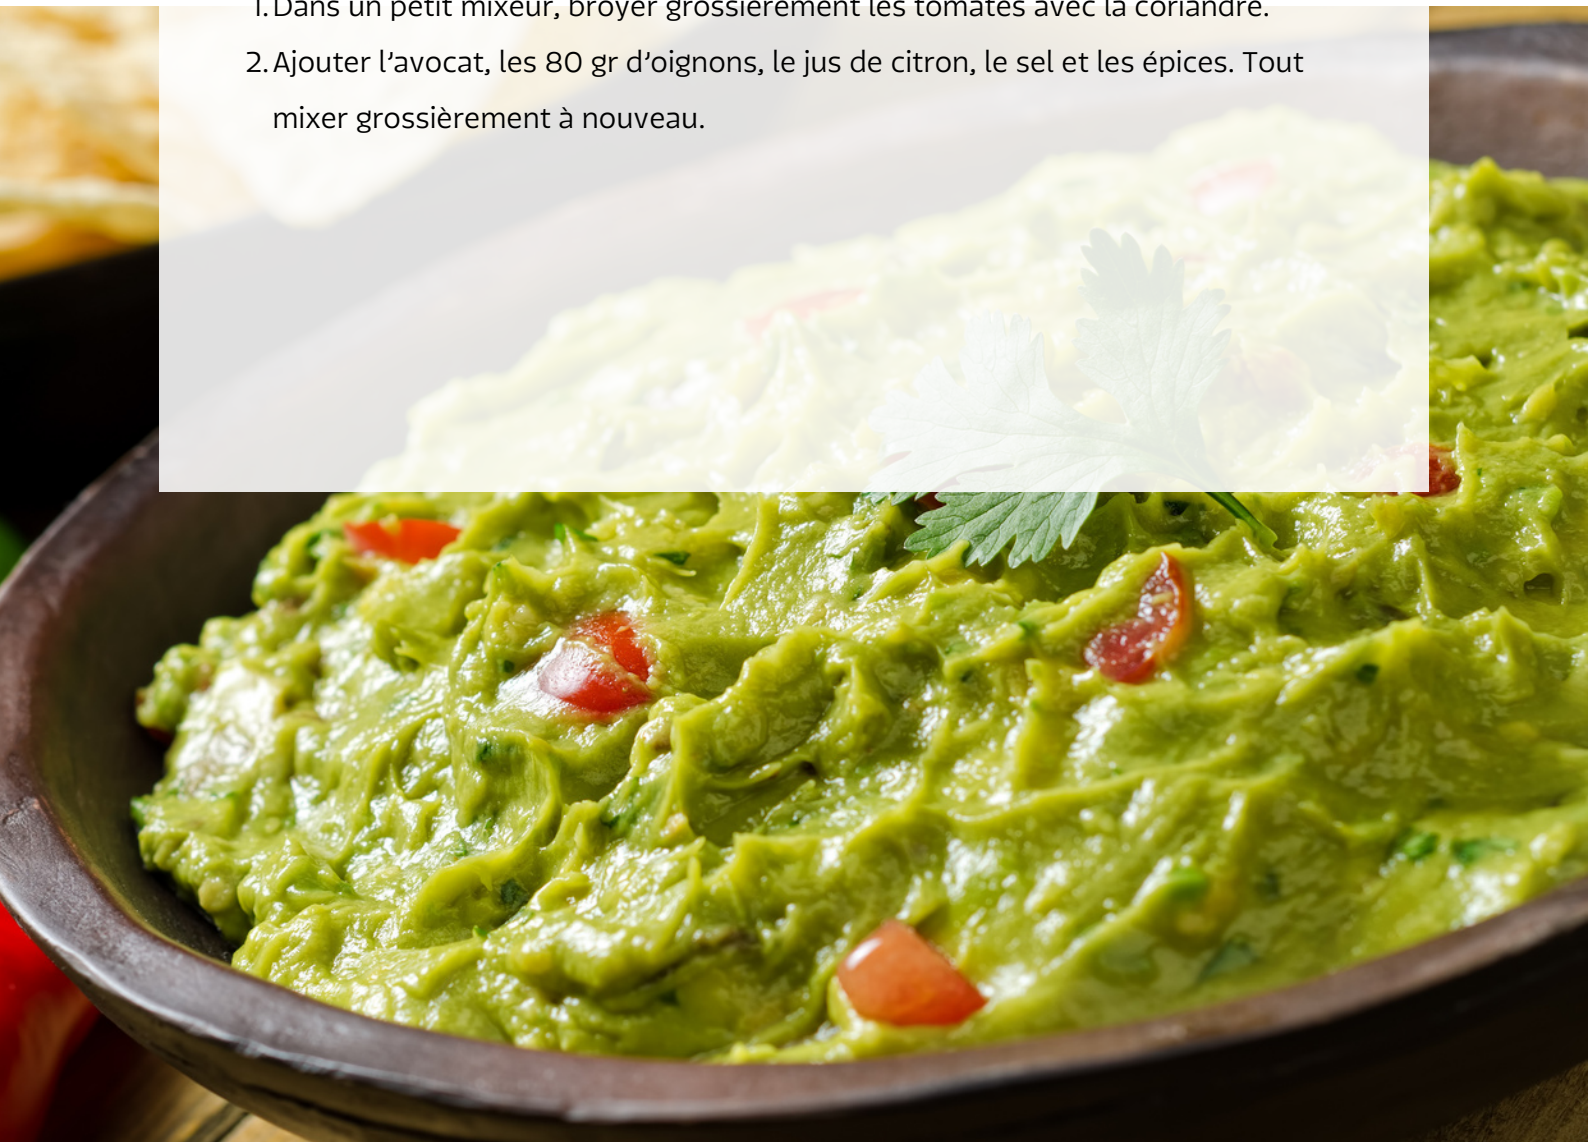 1. Dans un petit mixeur, broyer grossièrement les tomates avec la coriandre.
2. Ajouter l'avocat, les 80 gr d'oignons, le jus de citron, le sel et les épices. Tout
mixer grossièrement à nouveau.